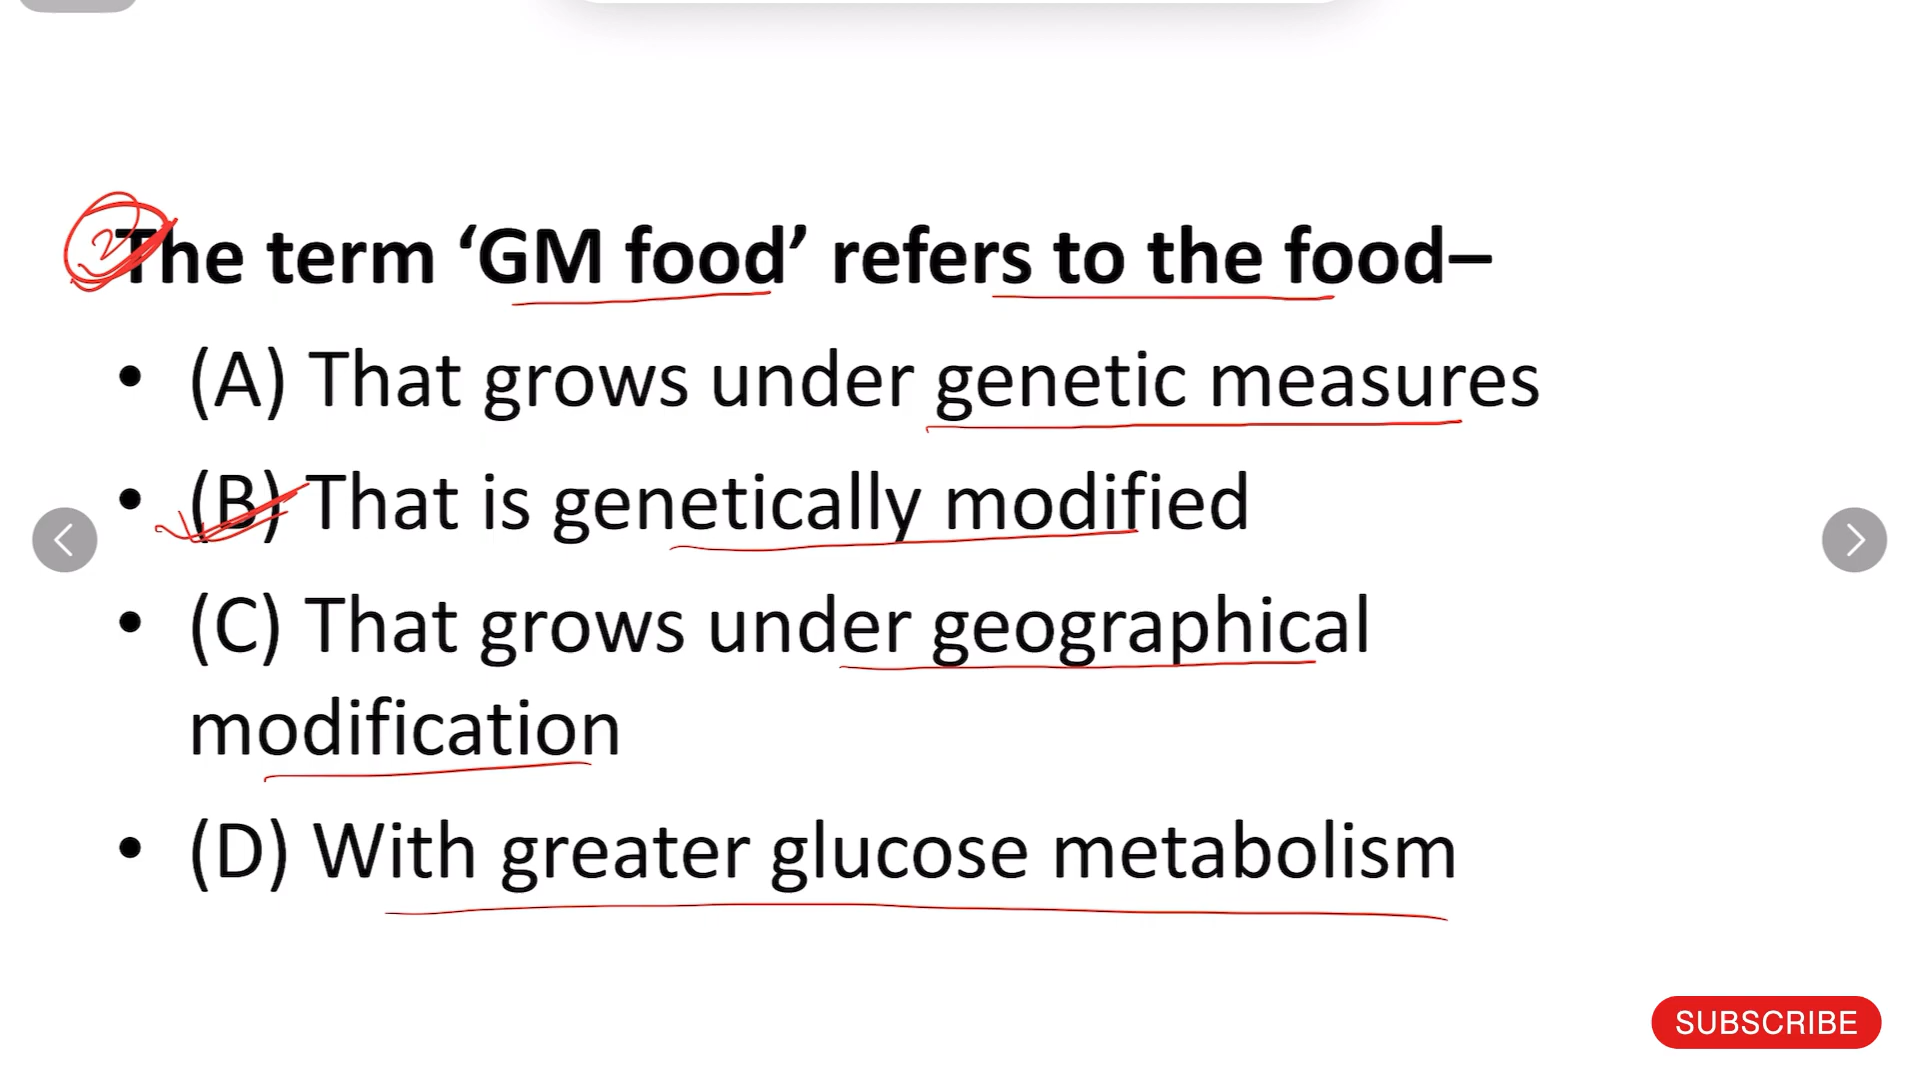 2
The term ‘GM food’ refers to the food–
• (A) That grows under genetic measures
• (B) That is genetically modified
• (C) That grows under geographical
modification
• (D) With greater glucose metabolism
SUBSCRIBE